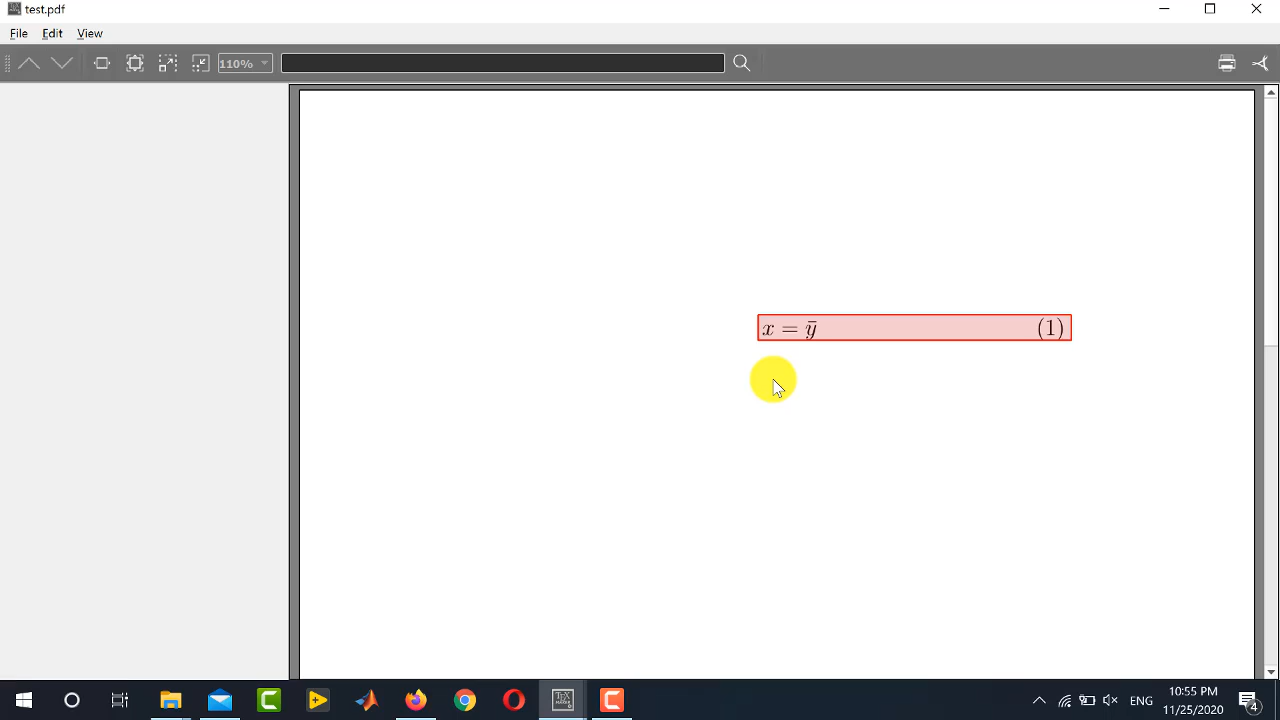 test.pdf
File Edit View
110%
x = ȳ (1)
ENG
10:55 PM
11/25/2020
4